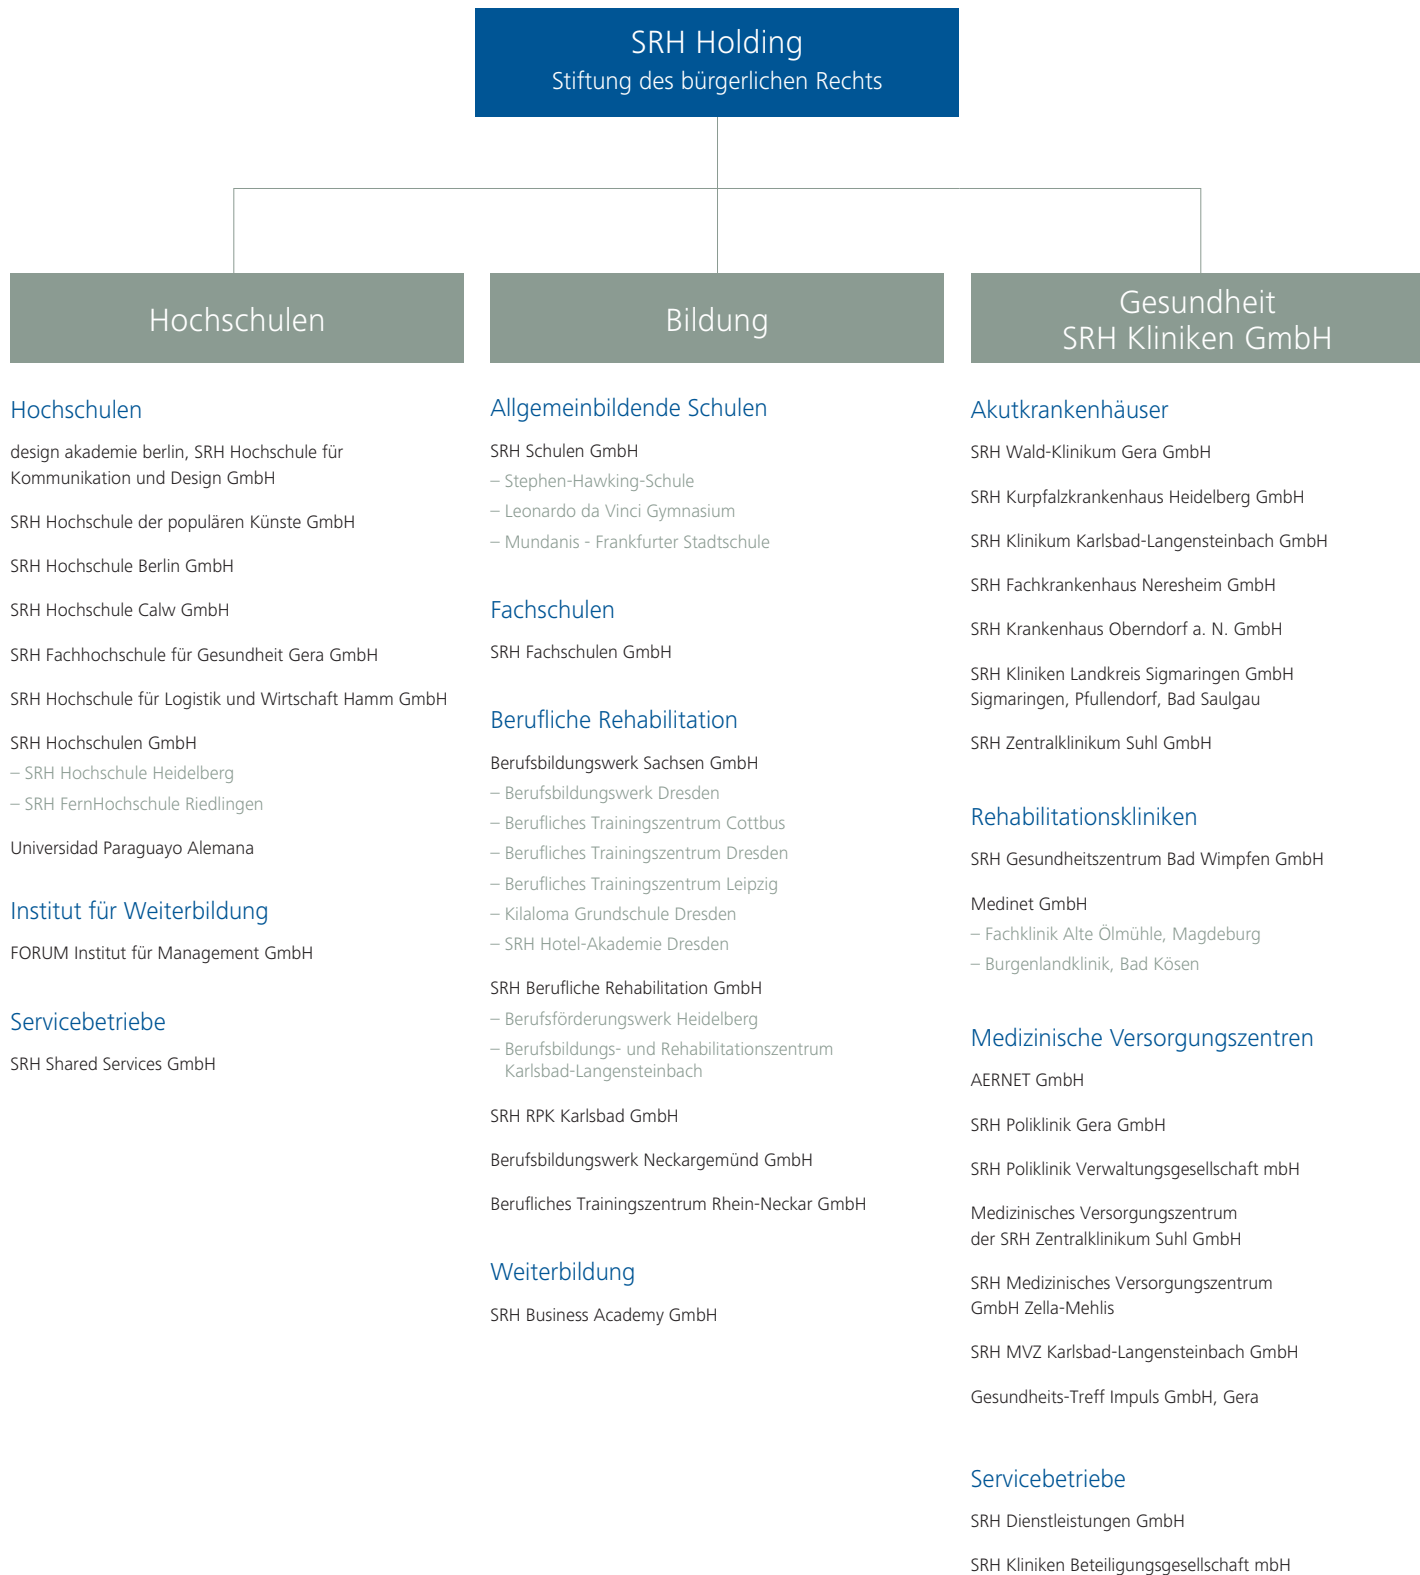 SRH Holding
Stiftung des bürgerlichen Rechts
Hochschulen
Hochschulen
design akademie berlin, SRH Hochschule für
Kommunikation und Design GmbH
SRH Hochschule der populären Künste GmbH
SRH Hochschule Berlin GmbH
SRH Hochschule Calw GmbH
SRH Fachhochschule für Gesundheit Gera GmbH
SRH Hochschule für Logistik und Wirtschaft Hamm GmbH
SRH Hochschulen GmbH
– SRH Hochschule Heidelberg
– SRH FernHochschule Riedlingen
Universidad Paraguayo Alemana
Institut für Weiterbildung
FORUM Institut für Management GmbH
Servicebetriebe
SRH Shared Services GmbH
Bildung
Allgemeinbildende Schulen
SRH Schulen GmbH
– Stephen-Hawking-Schule
– Leonardo da Vinci Gymnasium
– Mundanis - Frankfurter Stadtschule
Fachschulen
SRH Fachschulen GmbH
Berufliche Rehabilitation
Berufsbildungswerk Sachsen GmbH
– Berufsbildungswerk Dresden
– Berufliches Trainingszentrum Cottbus
– Berufliches Trainingszentrum Dresden
– Berufliches Trainingszentrum Leipzig
– Kilaloma Grundschule Dresden
– SRH Hotel-Akademie Dresden
SRH Berufliche Rehabilitation GmbH
– Berufsförderungswerk Heidelberg
– Berufsbildungs- und Rehabilitationszentrum
Karlsbad-Langensteinbach
SRH RPK Karlsbad GmbH
Berufsbildungswerk Neckargemünd GmbH
Berufliches Trainingszentrum Rhein-Neckar GmbH
Weiterbildung
SRH Business Academy GmbH
Gesundheit
SRH Kliniken GmbH
Akutkrankenhäuser
SRH Wald-Klinikum Gera GmbH
SRH Kurpfalzkrankenhaus Heidelberg GmbH
SRH Klinikum Karlsbad-Langensteinbach GmbH
SRH Fachkrankenhaus Neresheim GmbH
SRH Krankenhaus Oberndorf a. N. GmbH
SRH Kliniken Landkreis Sigmaringen GmbH
Sigmaringen, Pfullendorf, Bad Saulgau
SRH Zentralklinikum Suhl GmbH
Rehabilitationskliniken
SRH Gesundheitszentrum Bad Wimpfen GmbH
Medinet GmbH
– Fachklinik Alte Ölmühle, Magdeburg
– Burgenlandklinik, Bad Kösen
Medizinische Versorgungszentren
AERNET GmbH
SRH Poliklinik Gera GmbH
SRH Poliklinik Verwaltungsgesellschaft mbH
Medizinisches Versorgungszentrum
der SRH Zentralklinikum Suhl GmbH
SRH Medizinisches Versorgungszentrum
GmbH Zella-Mehlis
SRH MVZ Karlsbad-Langensteinbach GmbH
Gesundheits-Treff Impuls GmbH, Gera
Servicebetriebe
SRH Dienstleistungen GmbH
SRH Kliniken Beteiligungsgesellschaft mbH